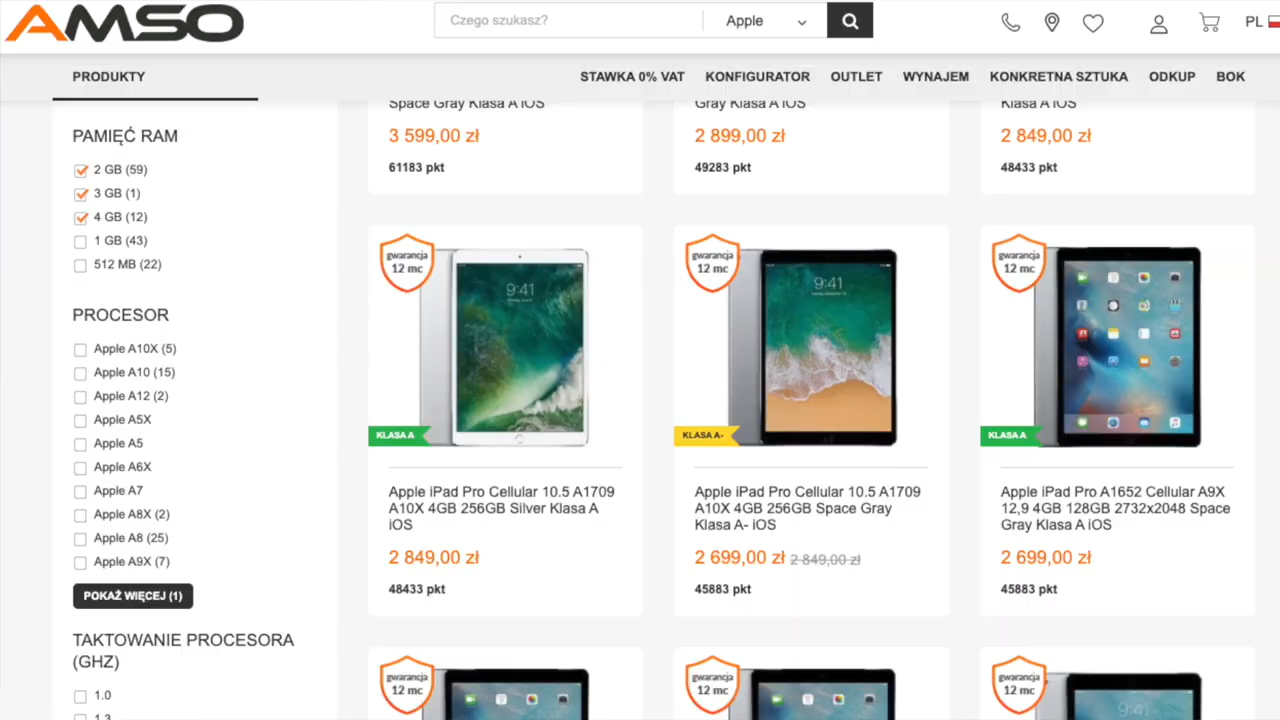 AMSO
Czego szukasz?
Apple
PL
PRODUKTY
STAWKA 0% VAT
KONFIGURATOR
OUTLET
WYNAJEM
KONKRETNA SZTUKA
ODKUP
BOK
PAMIĘĆ RAM
2 GB (59)
3 GB (1)
4 GB (12)
1 GB (43)
512 MB (22)
PROCESOR
Apple A10X (5)
Apple A10 (15)
Apple A12 (2)
Apple A5X
Apple A5
Apple A6X
Apple A7
Apple A8X (2)
Apple A8 (25)
Apple A9X (7)
POKAŻ WIĘCEJ (1)
TAKTOWANIE PROCESORA
(GHZ)
1.0
1.3
Space Gray Klasa A iOS
3 599,00 zł
61183 pkt
Gray Klasa A iOS
2 899,00 zł
49283 pkt
Klasa A iOS
2 849,00 zł
48433 pkt
gwarancja
12 mc
9:41
KLASA A
Apple iPad Pro Cellular 10.5 A1709
A10X 4GB 256GB Silver Klasa A
iOS
2 849,00 zł
48433 pkt
gwarancja
12 mc
9:41
KLASA A-
Apple iPad Pro Cellular 10.5 A1709
A10X 4GB 256GB Space Gray
Klasa A- iOS
2 699,00 zł 2 849,00 zł
45883 pkt
gwarancja
12 mc
KLASA A
Apple iPad Pro A1652 Cellular A9X
12,9 4GB 128GB 2732x2048 Space
Gray Klasa A iOS
2 699,00 zł
45883 pkt
gwarancja
12 mc
gwarancja
12 mc
gwarancja
12 mc
9:41